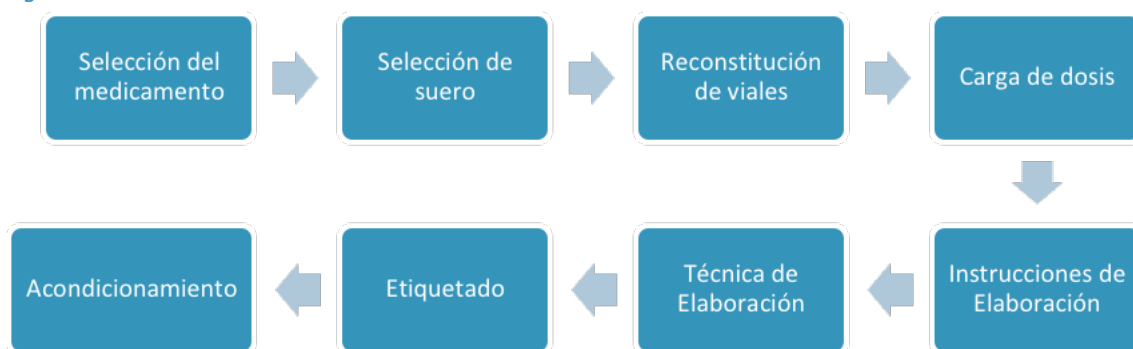 Selección del
medicamento
Selección de
suero
Reconstitución
de viales
Carga de dosis
Instrucciones de
Elaboración
Técnica de
Elaboración
Etiquetado
Acondicionamiento